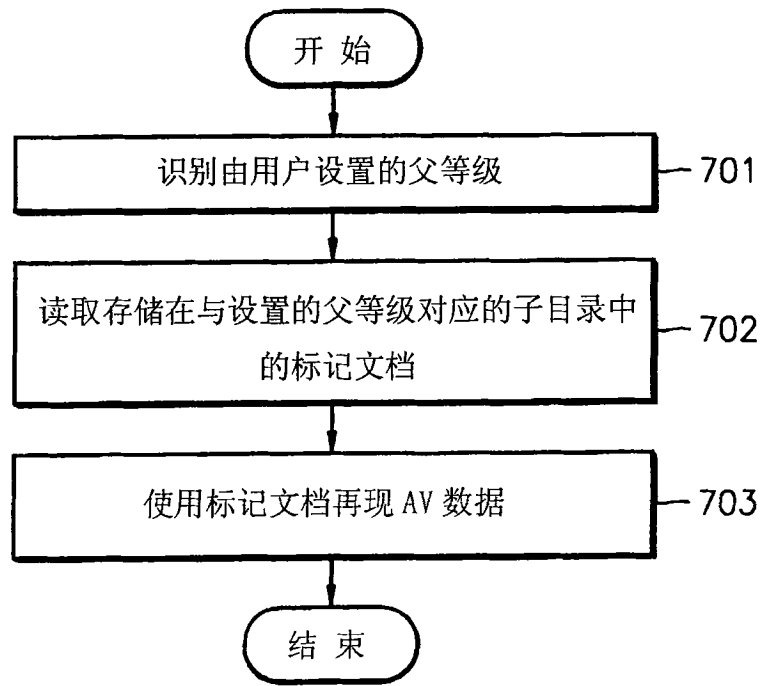 开 始
识别由用户设置的父等级
701
读取存储在与设置的父等级对应的子目录中
的标记文档
702
使用标记文档再现 AV 数据
703
结 束